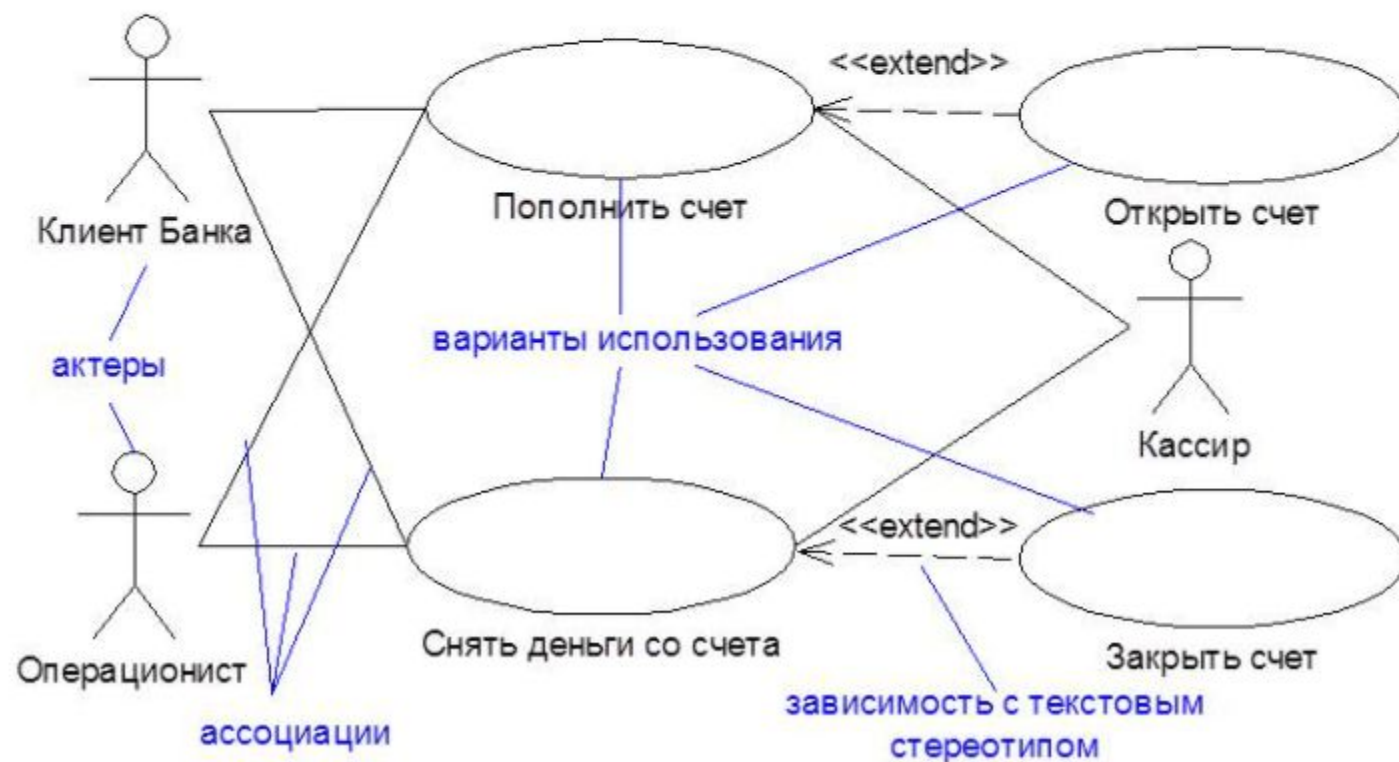 <<extend>>
Пополнить счет
Открыть счет
Клиент Банка
варианты использования
актеры
Кассир
<<extend>>
Снять деньги со счета
Закрыть счет
Операционист
зависимость с текстовым
стереотипом
ассоциации